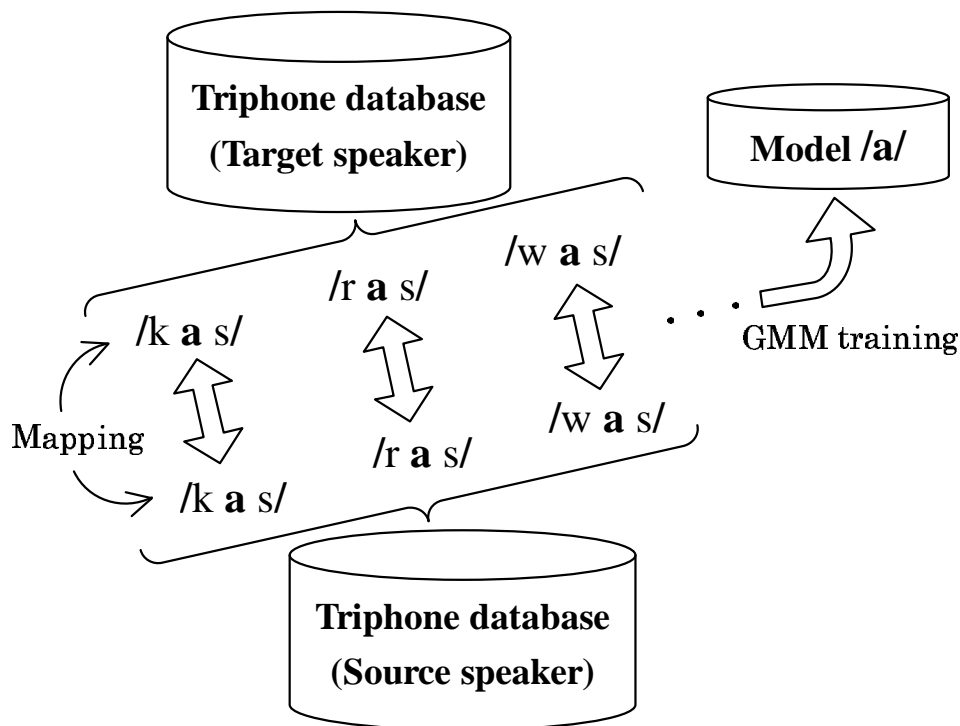 Triphone database
(Target speaker)
Model /a/
/w a s/
/r a s/
/k a s/
GMM training
/w a s/
/r a s/
Mapping
/k a s/
Triphone database
(Source speaker)